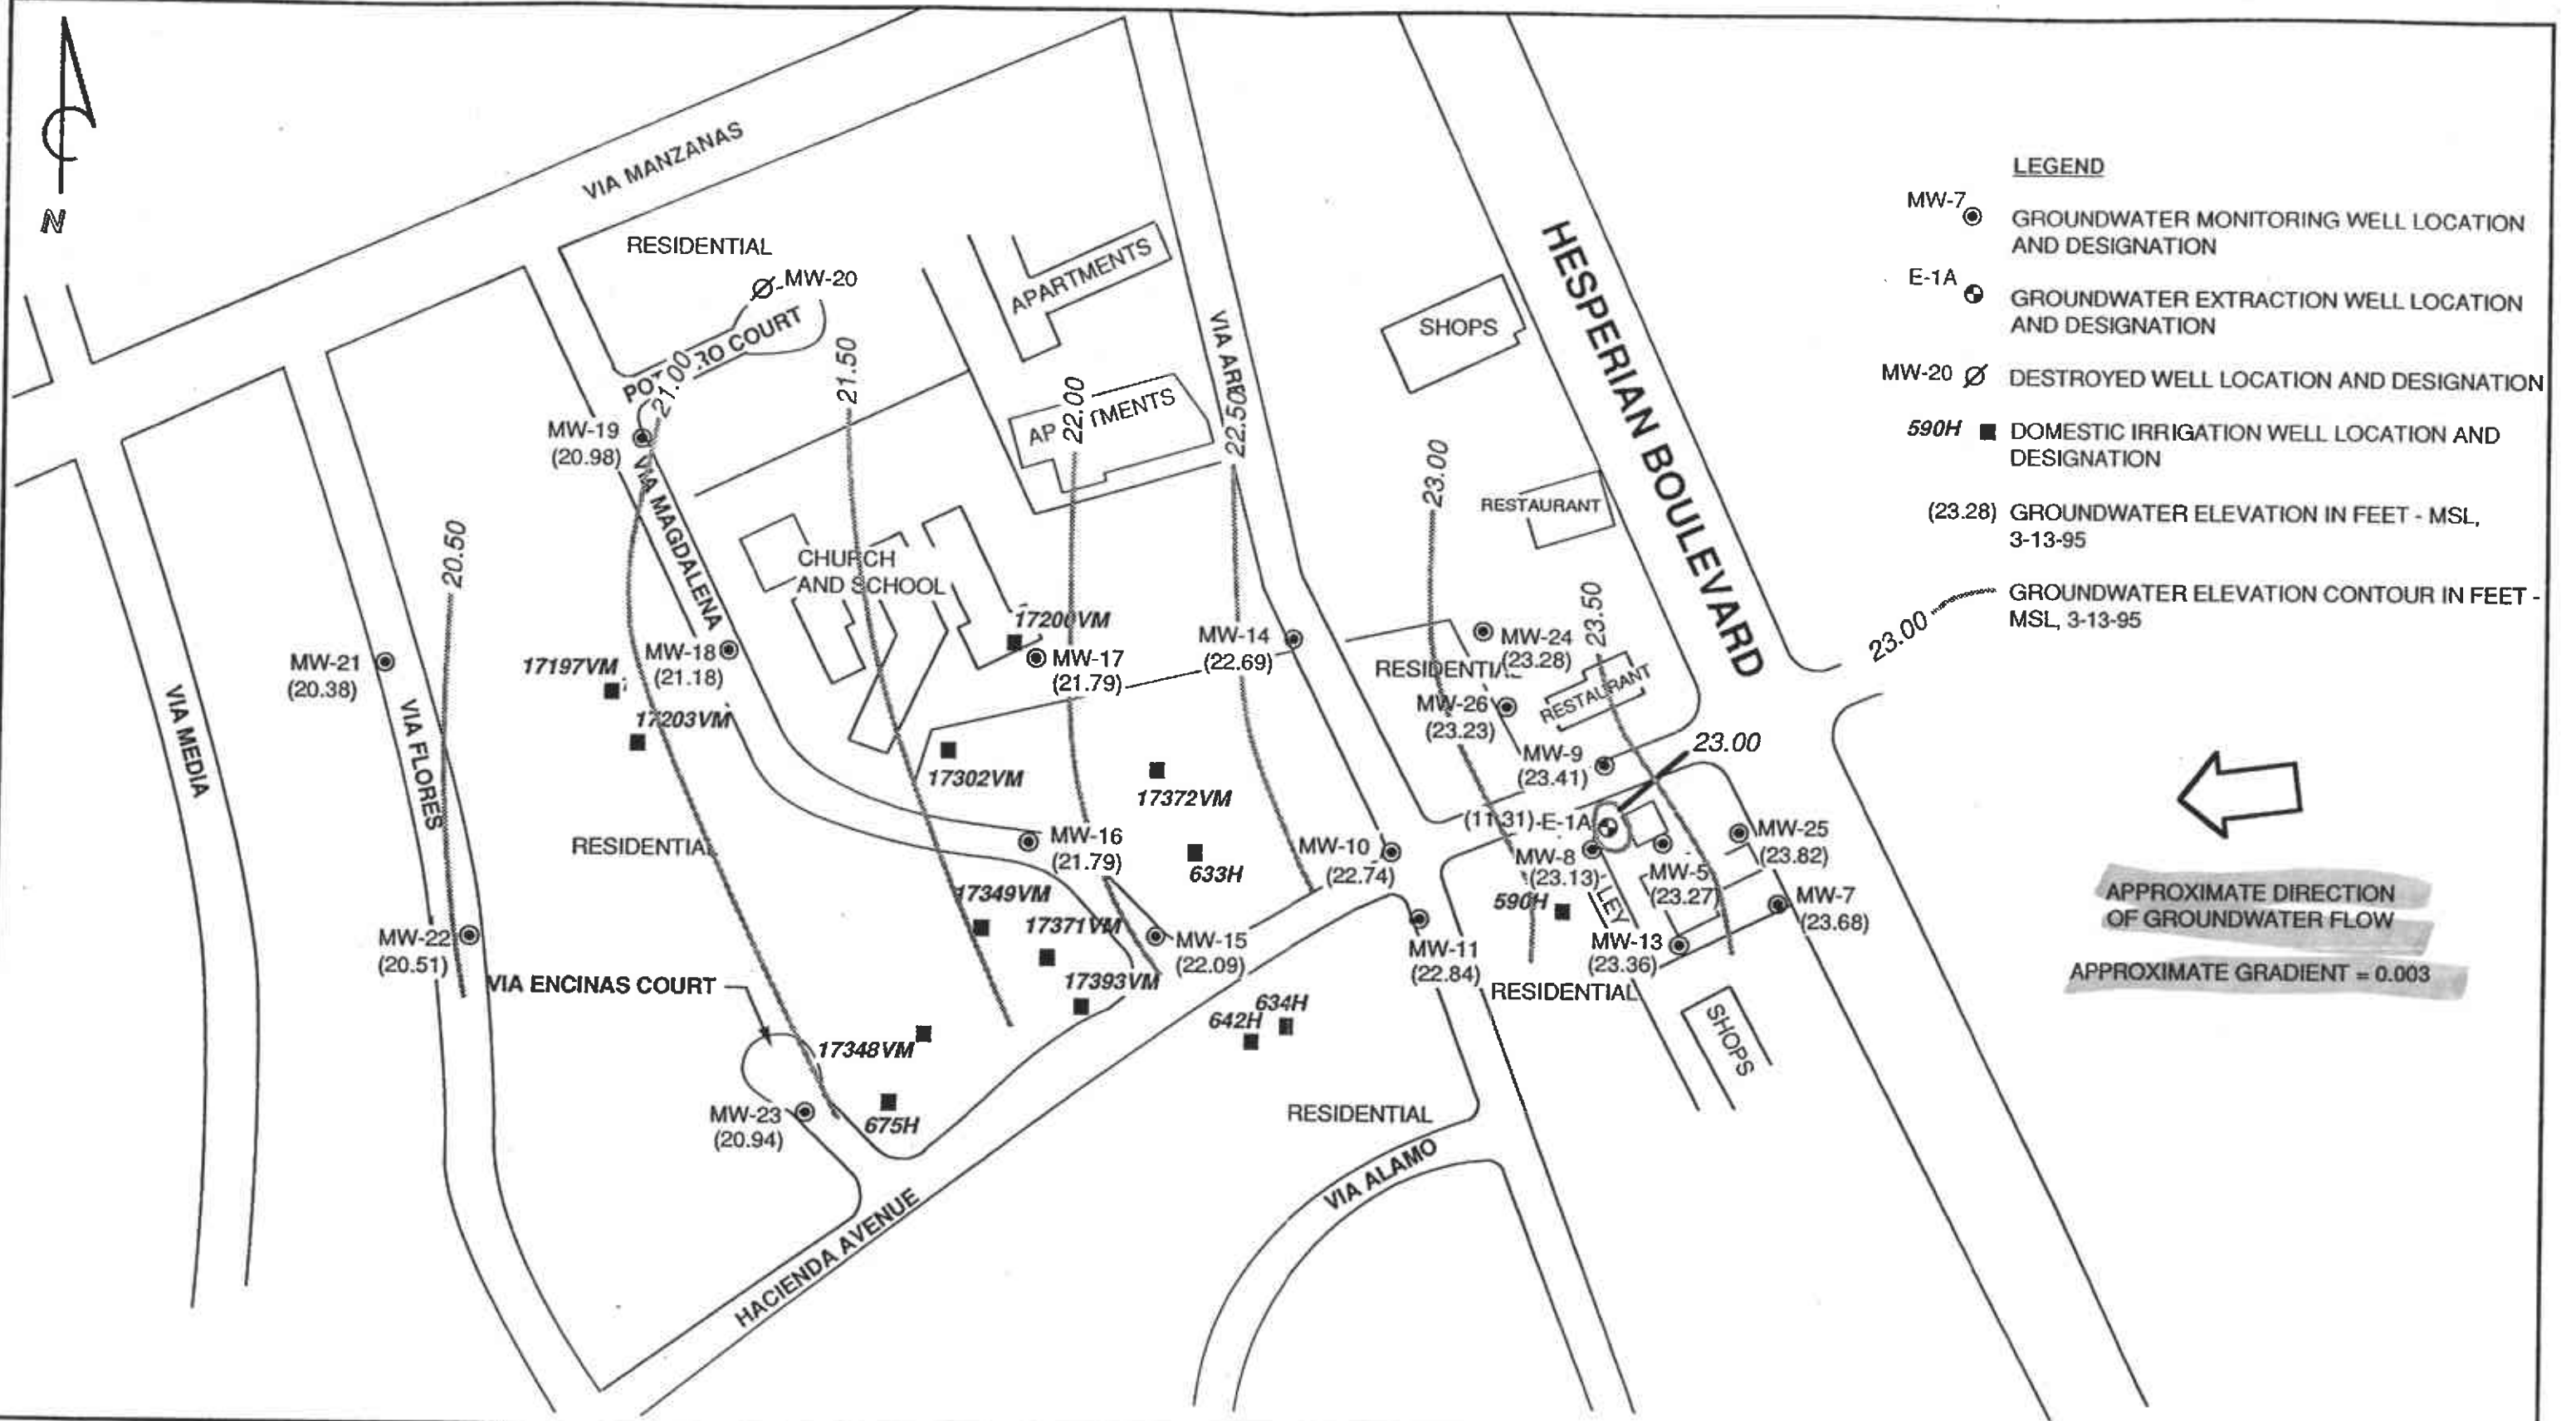 N
VIA MANZANAS
RESIDENTIAL
MW-20
APARTMENTS
SHOPS
HESPERIAN BOULEVARD
21.00
21.50
22.00
22.50
23.00
23.50
20.50
MW-19
(20.98)
VIA MAGDALENA
RESTAURANT
CHURCH
AND SCHOOL
17200VM
MW-17
(21.79)
MW-14
(22.69)
MW-24
(23.28)
RESIDENTIAL
RESTAURANT
MW-26
(23.23)
MW-21
(20.38)
17197VM
MW-18
(21.18)
17203VM
VIA MEDIA
VIA FLORES
17302VM
17372VM
MW-9
(23.41)
23.00
RESIDENTIAL
MW-16
(21.79)
633H
MW-10
(22.74)
(11.31)-E-1A
MW-8
(23.13)
MW-5
(23.27)
MW-25
(23.82)
MW-7
(23.68)
590H
17349VM
17371VM
MW-22
(20.51)
MW-15
(22.09)
MW-11
(22.84)
MW-13
(23.36)
RESIDENTIAL
VIA ENCINAS COURT
17393VM
634H
642H
17348VM
SHOPS
MW-23
(20.94)
675H
RESIDENTIAL
VIA ALAMO
HACIENDA AVENUE
LEGEND
MW-7
GROUNDWATER MONITORING WELL LOCATION
AND DESIGNATION
E-1A
GROUNDWATER EXTRACTION WELL LOCATION
AND DESIGNATION
MW-20 DESTROYED WELL LOCATION AND DESIGNATION
590H DOMESTIC IRRIGATION WELL LOCATION AND
DESIGNATION
(23.28) GROUNDWATER ELEVATION IN FEET - MSL,
3-13-95
23.00 GROUNDWATER ELEVATION CONTOUR IN FEET -
MSL, 3-13-95
APPROXIMATE DIRECTION
OF GROUNDWATER FLOW
APPROXIMATE GRADIENT = 0.003